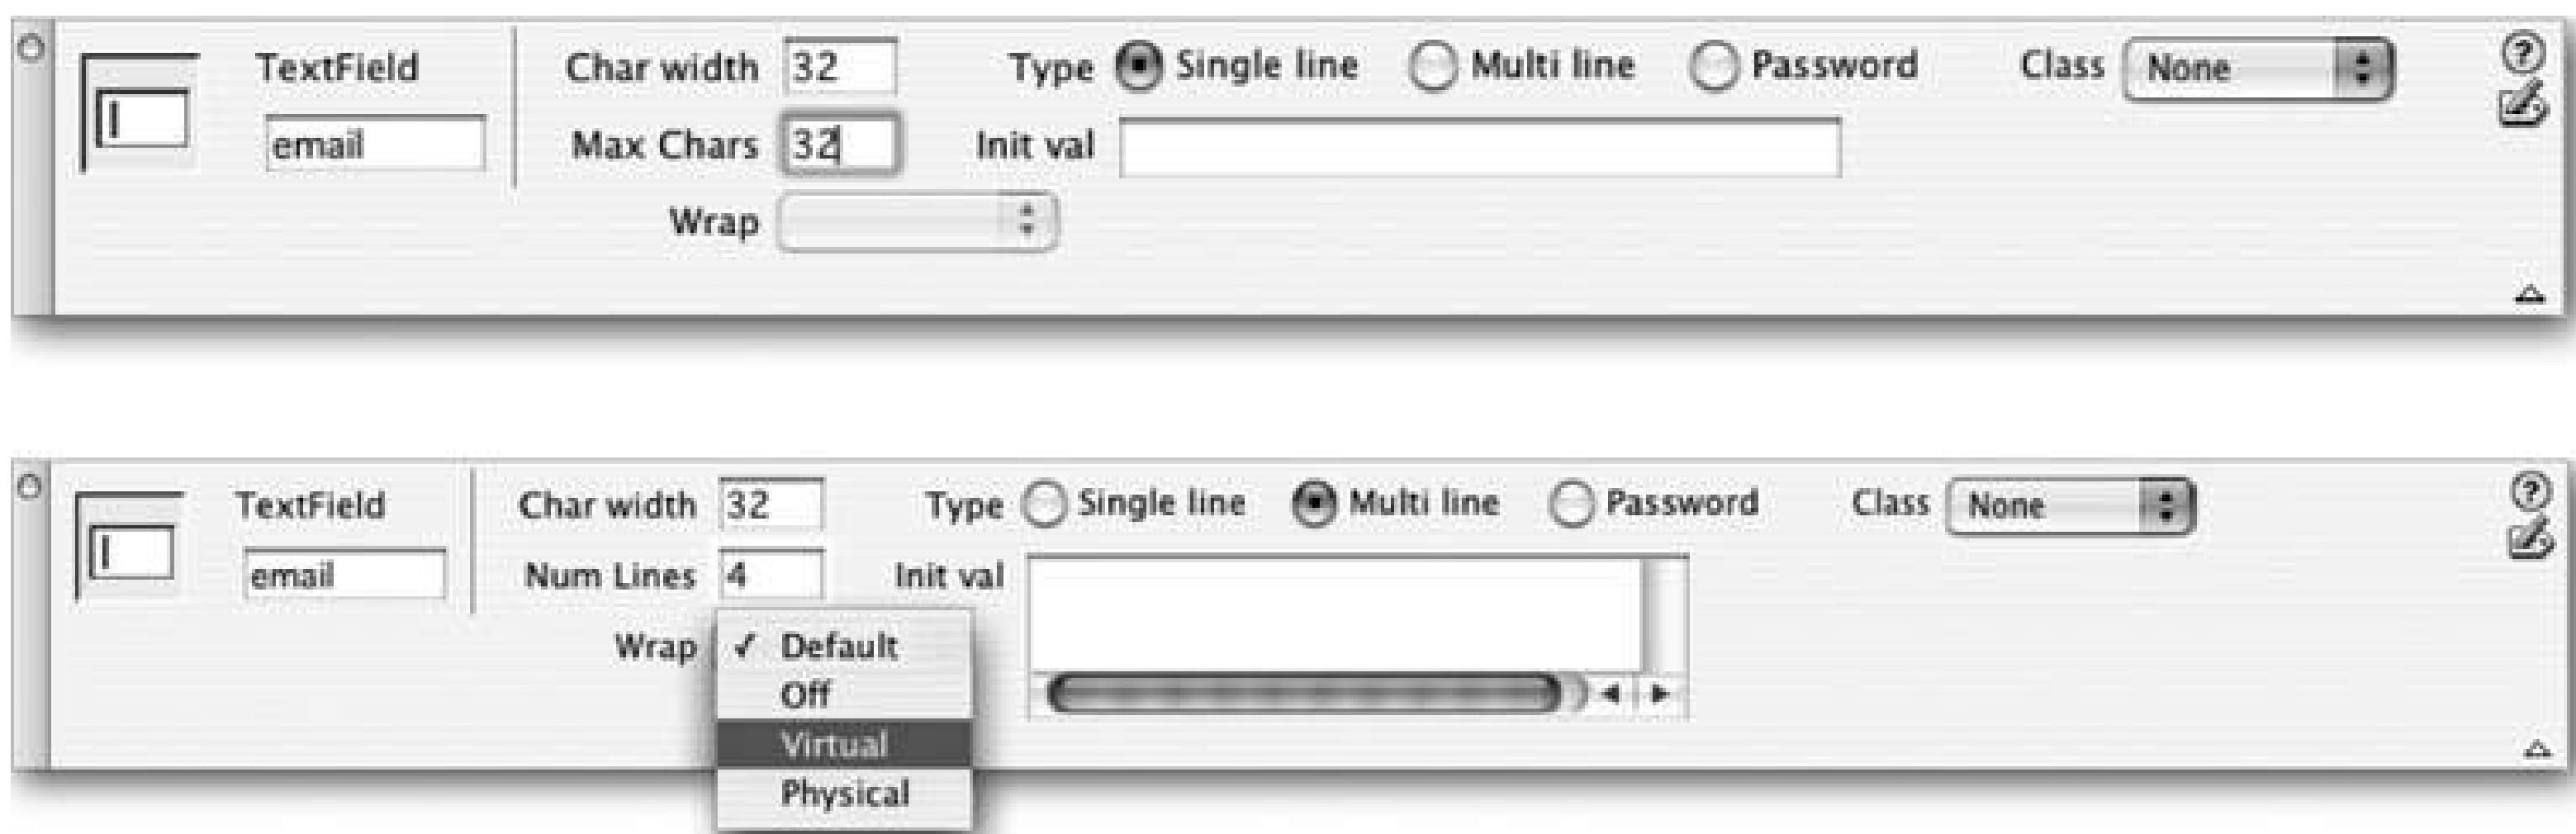 TextField Char width 32 Type Single line Multi line Password Class None ?
email Max Chars 32 Init val
Wrap
TextField Char width 32 Type Single line Multi line Password Class None ?
email Num Lines 4 Init val
Wrap ✓ Default
Off
Virtual
Physical